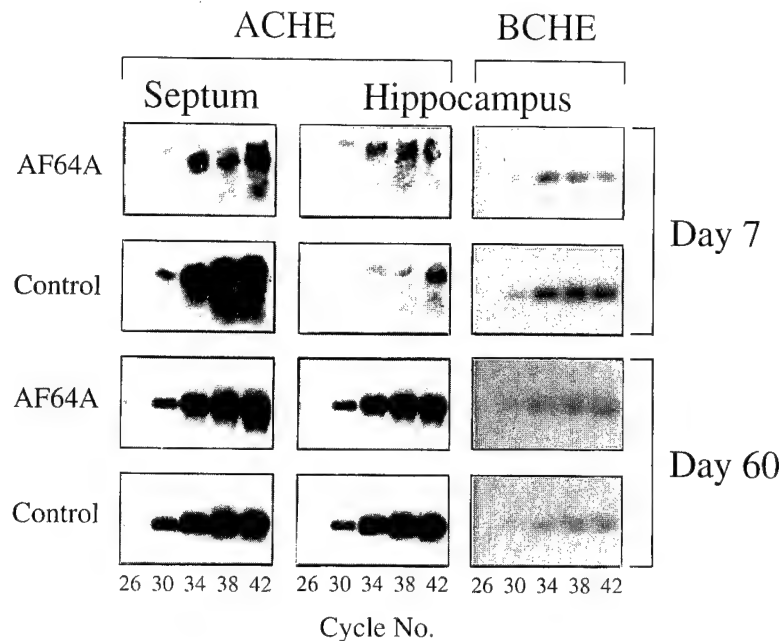 ACHE BCHE
Septum Hippocampus
AF64A
Day 7
Control
AF64A
Day 60
Control
26 30 34 38 42 26 30 34 38 42 26 30 34 38 42
Cycle No.